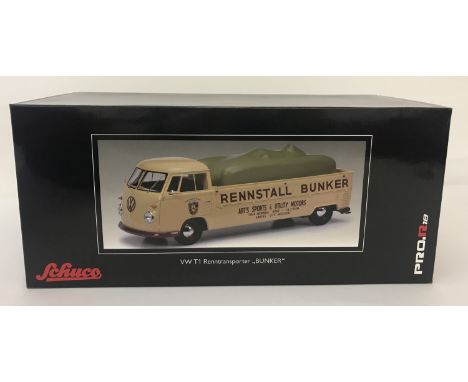 RENNSTALL BUNKER
ART'S SPORTS & UTILITY MOTORS
VW T1 Renntransporter „BUNKER"
Schuco
PRO.R18